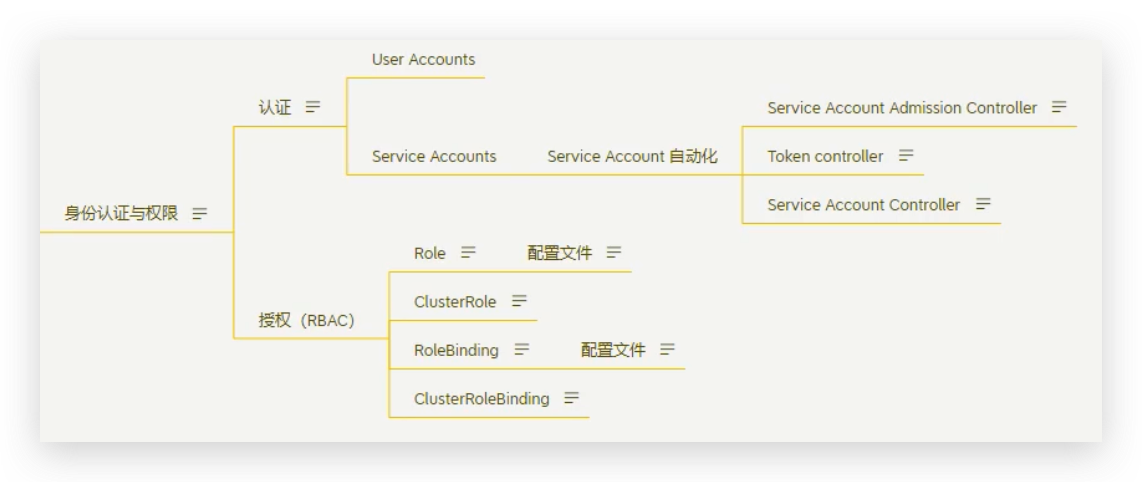 User Accounts
认证
Service Account Admission Controller
Service Accounts
Service Account 自动化
Token controller
Service Account Controller
身份认证与权限
Role
配置文件
ClusterRole
授权（RBAC）
RoleBinding
配置文件
ClusterRoleBinding